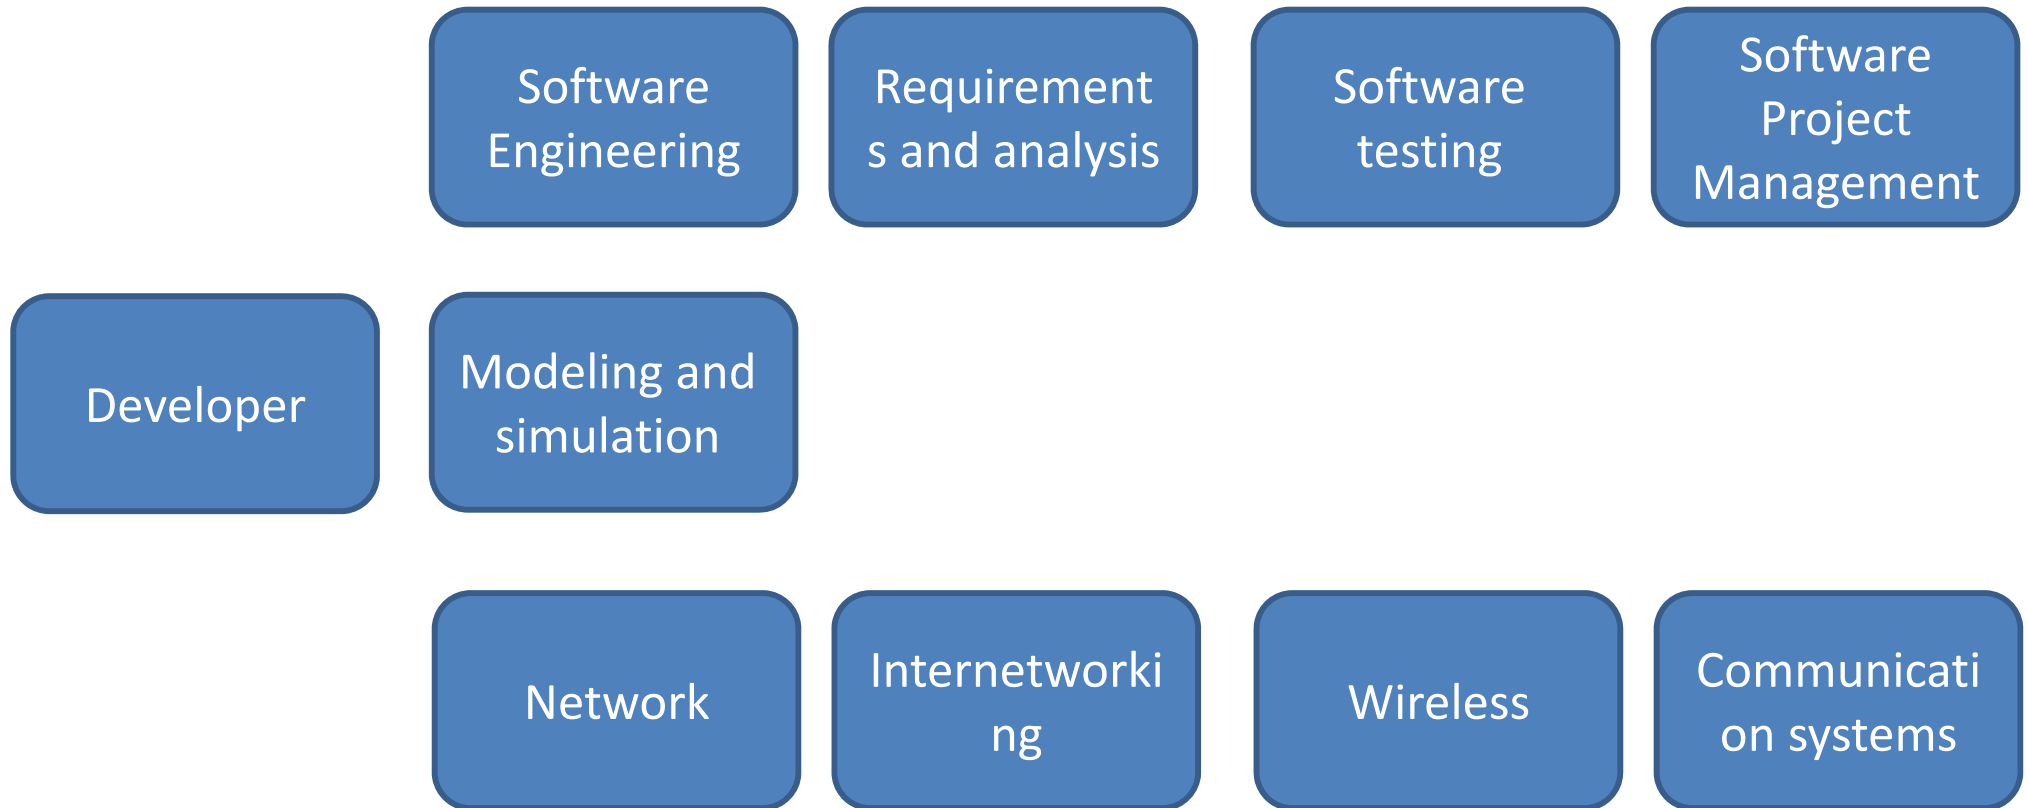 Software
Engineering
Requirement
s and analysis
Software
testing
Software
Project
Management
Developer
Modeling and
simulation
Network
Internetworki
ng
Wireless
Communicati
on systems